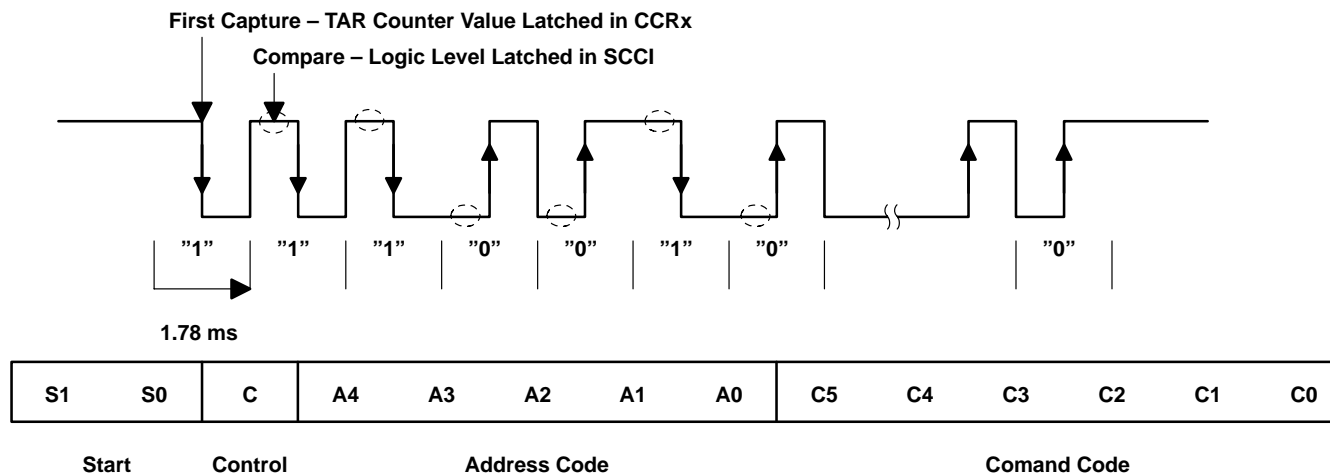 First Capture – TAR Counter Value Latched in CCRx
Compare – Logic Level Latched in SCCI
”1” ”1” ”1” ”0” ”0” ”1” ”0” ”0”
1.78 ms
S1 S0 C A4 A3 A2 A1 A0 C5 C4 C3 C2 C1 C0
Start Control Address Code Comand Code